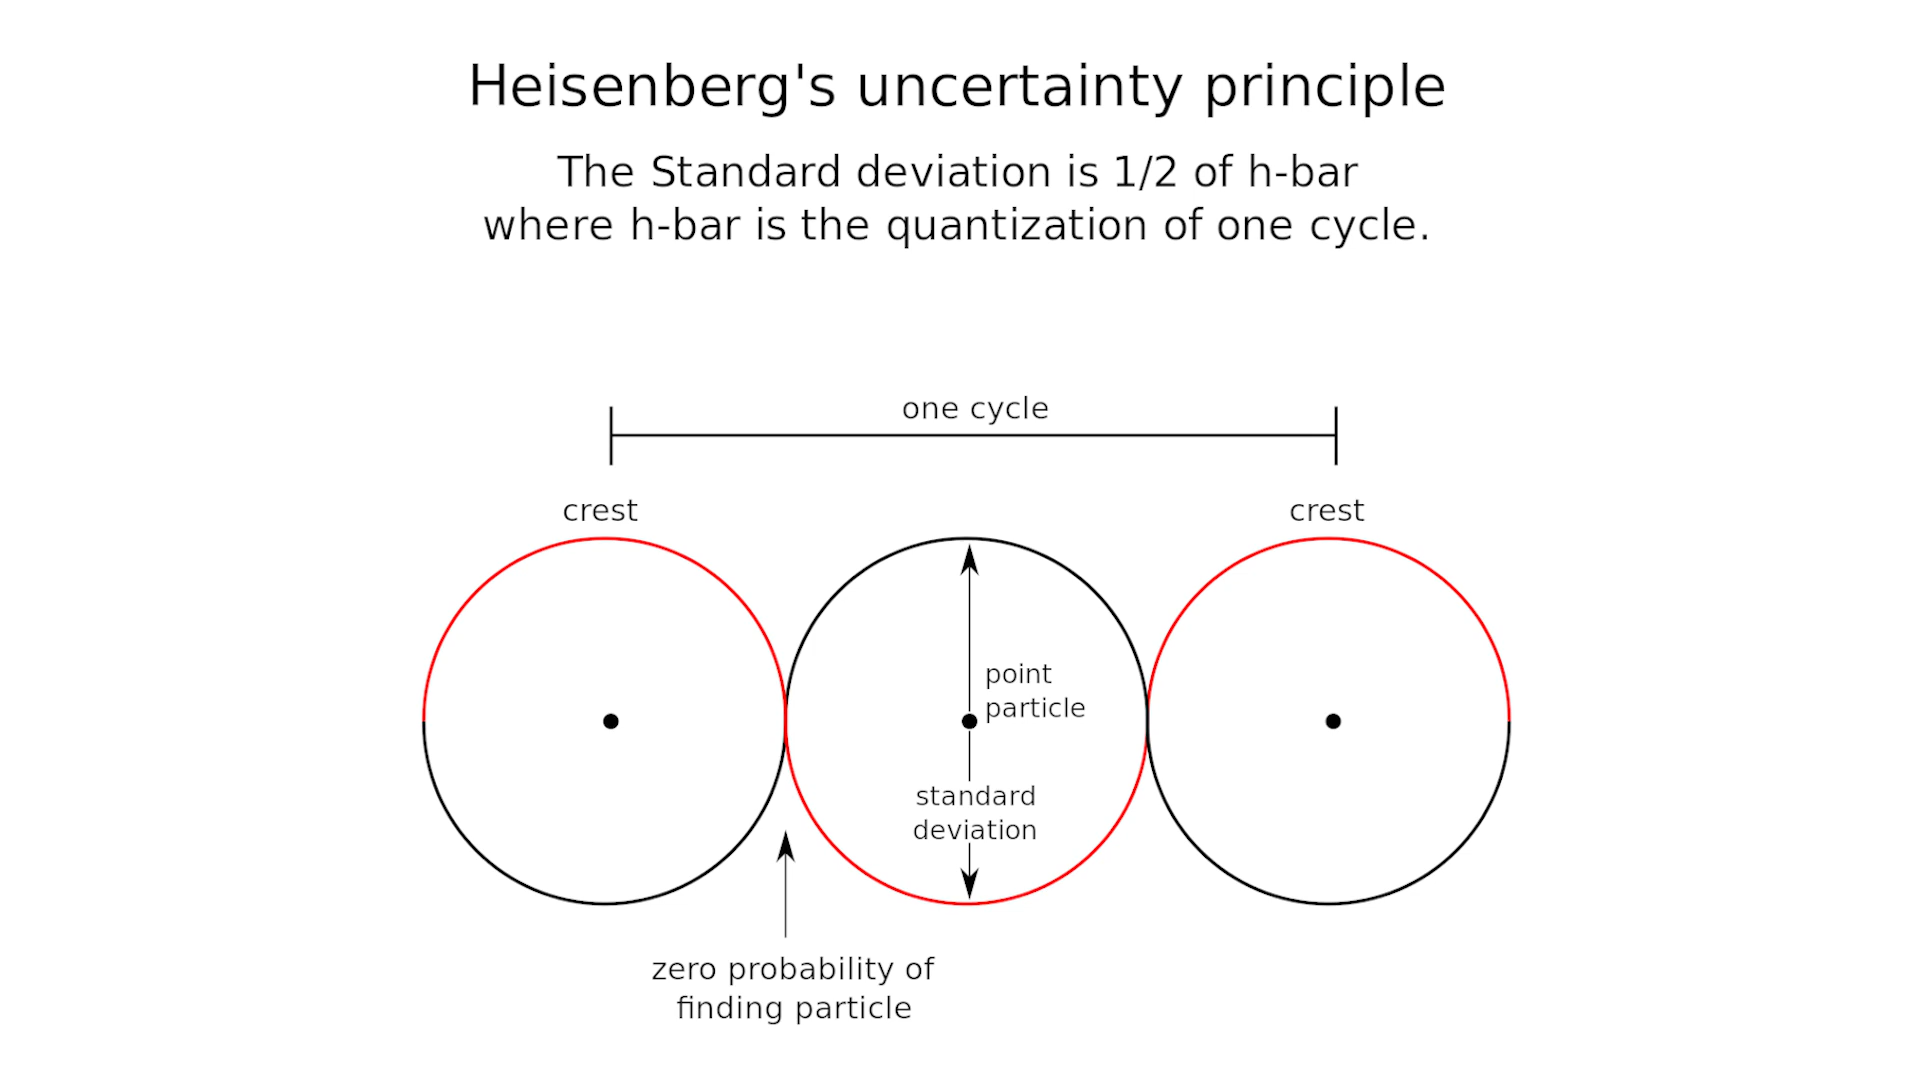 Heisenberg's uncertainty principle
The Standard deviation is 1/2 of h-bar
where h-bar is the quantization of one cycle.
one cycle
crest
crest
point
particle
standard
deviation
zero probability of
finding particle